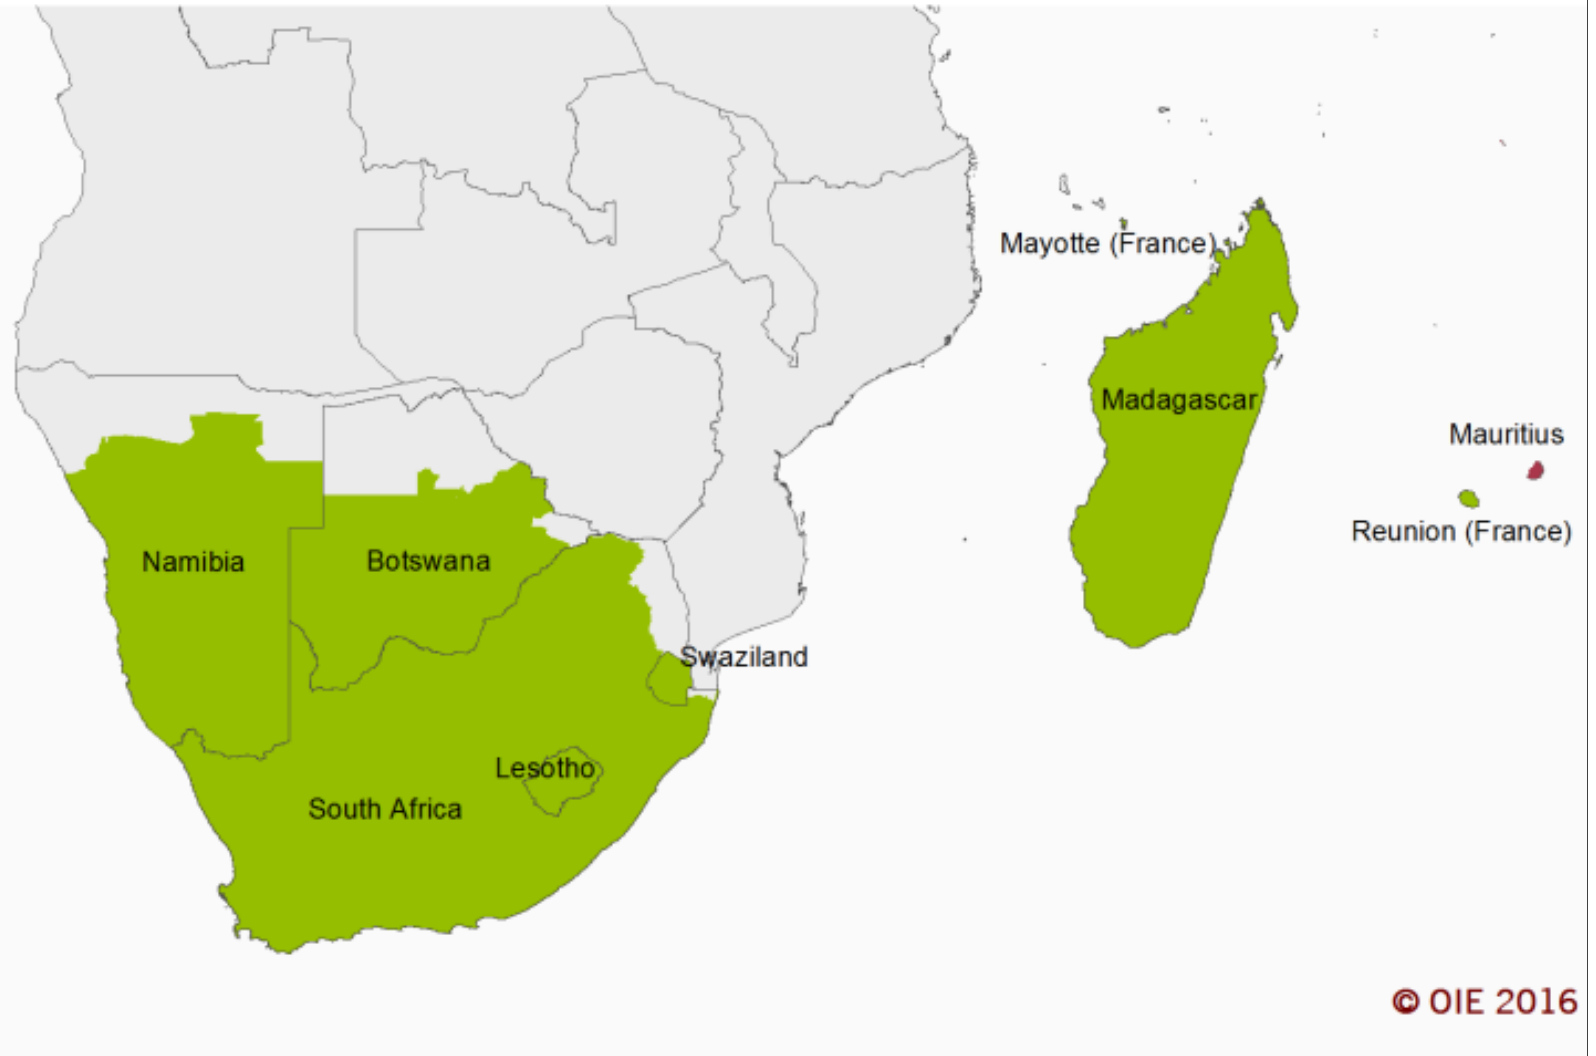 Mayotte (France)
Madagascar
Mauritius
Reunion (France)
Namibia
Botswana
Swaziland
Lesotho
South Africa
© OIE 2016